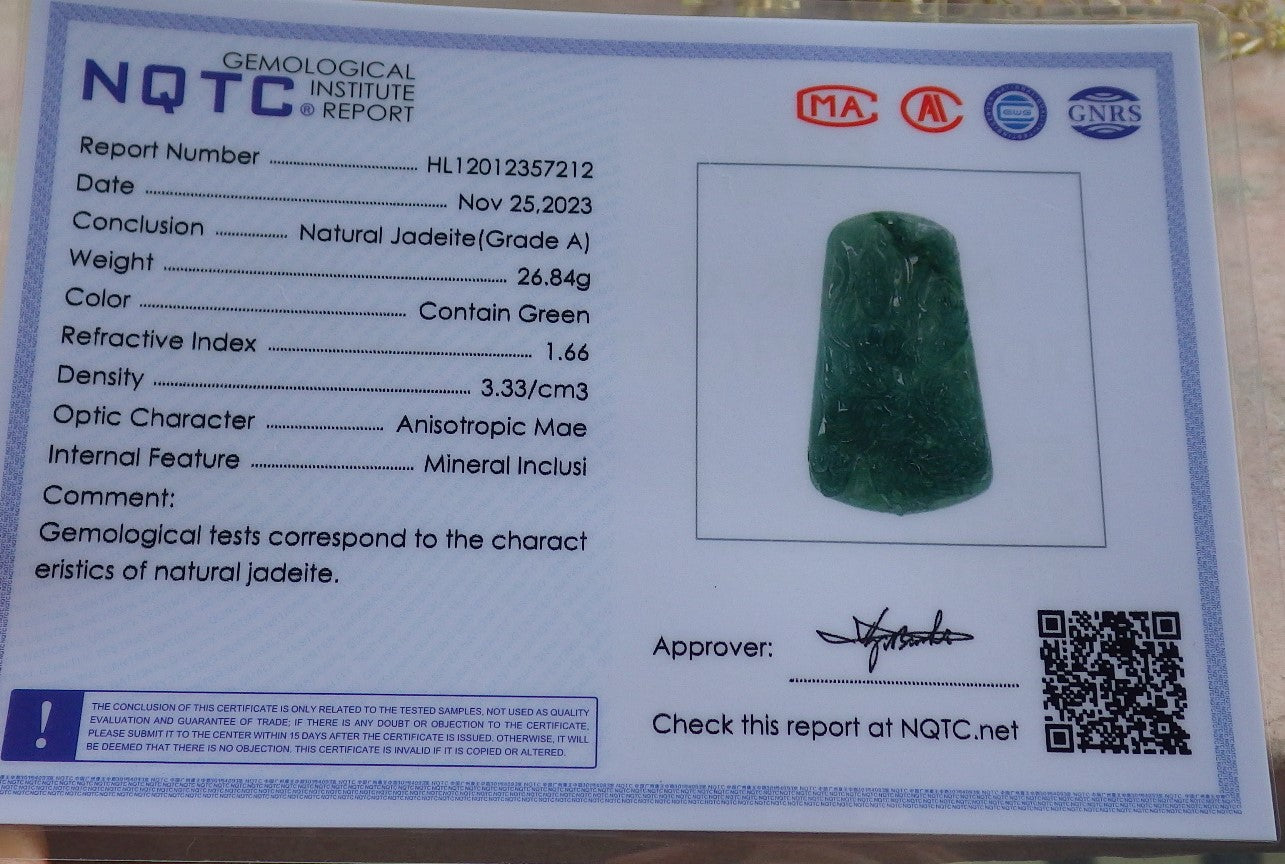 NQTC® GEMOLOGICAL
INSTITUTE
REPORT
MA
GWG
GNRS
Report Number ........ HL12012357212
Date ........ Nov 25,2023
Conclusion ........ Natural Jadeite(Grade A)
Weight ........ 26.84g
Color ........ Contain Green
Refractive Index ........ 1.66
Density ........ 3.33/cm3
Optic Character ........ Anisotropic Mae
Internal Feature ........ Mineral Inclusi
Comment:
Gemological tests correspond to the charact
eristics of natural jadeite.
! THE CONCLUSION OF THIS CERTIFICATE IS ONLY RELATED TO THE TESTED SAMPLES, NOT USED AS QUALITY
EVALUATION AND GUARANTEE OF TRADE; IF THERE IS ANY DOUBT OR OBJECTION TO THE CERTIFICATE,
PLEASE SUBMIT IT TO THE CENTER WITHIN 15 DAYS AFTER THE CERTIFICATE IS ISSUED. OTHERWISE, IT WILL
BE DEEMED THAT THERE IS NO OBJECTION. THIS CERTIFICATE IS INVALID IF IT IS COPIED OR ALTERED.
Approver:
Check this report at NQTC.net